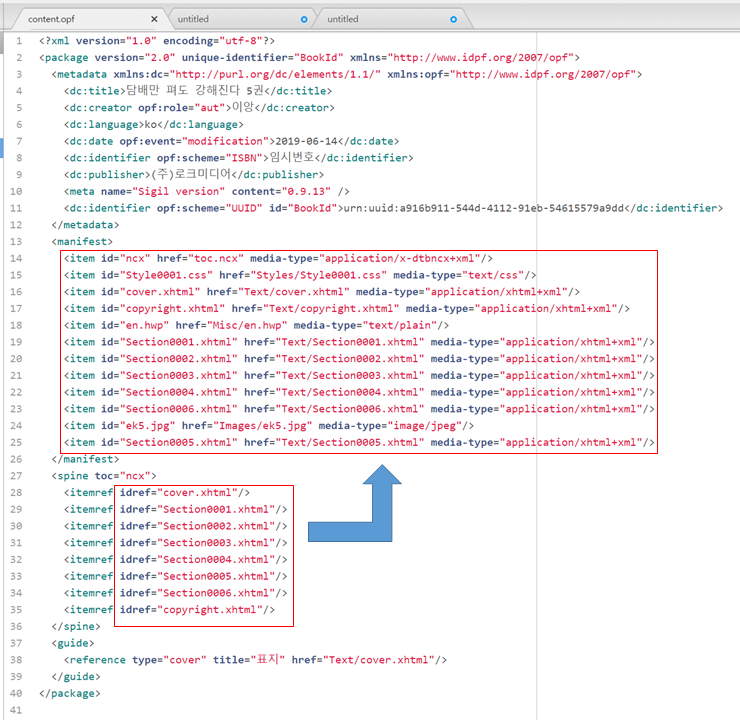 content.opf × untitled untitled
1 <?xml version="1.0" encoding="utf-8"?>
2 <package version="2.0" unique-identifier="BookId" xmlns="http://www.idpf.org/2007/opf">
3 <metadata xmlns:dc="http://purl.org/dc/elements/1.1/" xmlns:opf="http://www.idpf.org/2007/opf">
4 <dc:title>담배만 펴도 강해진다 5권</dc:title>
5 <dc:creator opf:role="aut">이앙</dc:creator>
6 <dc:language>ko</dc:language>
7 <dc:date opf:event="modification">2019-06-14</dc:date>
8 <dc:identifier opf:scheme="ISBN">임시번호</dc:identifier>
9 <dc:publisher>(주)로크미디어</dc:publisher>
10 <meta name="Sigil version" content="0.9.13" />
11 <dc:identifier opf:scheme="UUID" id="BookId">urn:uuid:a916b911-544d-4112-91eb-54615579a9dd</dc:identifier>
12 </metadata>
13 <manifest>
14 <item id="ncx" href="toc.ncx" media-type="application/x-dtbncx+xml"/>
15 <item id="Style0001.css" href="Styles/Style0001.css" media-type="text/css"/>
16 <item id="cover.xhtml" href="Text/cover.xhtml" media-type="application/xhtml+xml"/>
17 <item id="copyright.xhtml" href="Text/copyright.xhtml" media-type="application/xhtml+xml"/>
18 <item id="en.hwp" href="Misc/en.hwp" media-type="text/plain"/>
19 <item id="Section0001.xhtml" href="Text/Section0001.xhtml" media-type="application/xhtml+xml"/>
20 <item id="Section0002.xhtml" href="Text/Section0002.xhtml" media-type="application/xhtml+xml"/>
21 <item id="Section0003.xhtml" href="Text/Section0003.xhtml" media-type="application/xhtml+xml"/>
22 <item id="Section0004.xhtml" href="Text/Section0004.xhtml" media-type="application/xhtml+xml"/>
23 <item id="Section0006.xhtml" href="Text/Section0006.xhtml" media-type="application/xhtml+xml"/>
24 <item id="ek5.jpg" href="Images/ek5.jpg" media-type="image/jpeg"/>
25 <item id="Section0005.xhtml" href="Text/Section0005.xhtml" media-type="application/xhtml+xml"/>
26 </manifest>
27 <spine toc="ncx">
28 <itemref idref="cover.xhtml"/>
29 <itemref idref="Section0001.xhtml"/>
30 <itemref idref="Section0002.xhtml"/>
31 <itemref idref="Section0003.xhtml"/>
32 <itemref idref="Section0004.xhtml"/>
33 <itemref idref="Section0005.xhtml"/>
34 <itemref idref="Section0006.xhtml"/>
35 <itemref idref="copyright.xhtml"/>
36 </spine>
37 <guide>
38 <reference type="cover" title="표지" href="Text/cover.xhtml"/>
39 </guide>
40 </package>
41